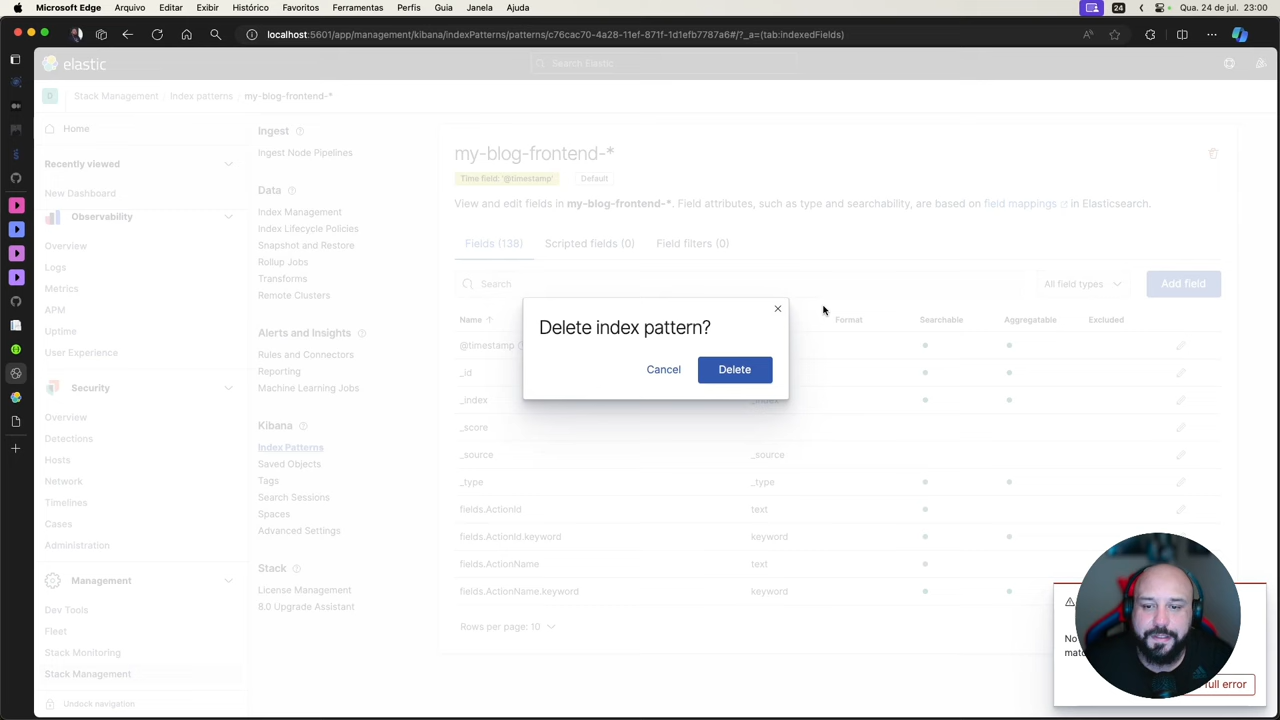 Microsoft Edge Arquivo Editar Exibir Histórico Favoritos Ferramentas Perfis Guia Janela Ajuda 24 Qua. 24 de jul. 23:00
localhost:5601/app/management/kibana/indexPatterns/patterns/c76cac70-4a28-11ef-871f-1d1efb7787a6#/?_a=(tab:indexedFields)
elastic
Search Elastic
D Stack Management Index patterns my-blog-frontend-*
Home
Recently viewed
New Dashboard
Observability
Overview
Logs
Metrics
APM
Uptime
User Experience
Security
Overview
Detections
Hosts
Network
Timelines
Cases
Administration
Management
Dev Tools
Fleet
Stack Monitoring
Stack Management
Undock navigation
Ingest
Ingest Node Pipelines
Data
Index Management
Index Lifecycle Policies
Snapshot and Restore
Rollup Jobs
Transforms
Remote Clusters
Alerts and Insights
Rules and Connectors
Reporting
Machine Learning Jobs
Kibana
Index Patterns
Saved Objects
Tags
Search Sessions
Spaces
Advanced Settings
Stack
License Management
8.0 Upgrade Assistant
my-blog-frontend-*
Time field: '@timestamp' Default
View and edit fields in my-blog-frontend-*. Field attributes, such as type and searchability, are based on field mappings in Elasticsearch.
Fields (138) Scripted fields (0) Field filters (0)
Search All field types Add field
Name Format Searchable Aggregatable Excluded
@timestamp
_id
_index _index
_score
_source _source
_type _type
fields.ActionId text
fields.ActionId.keyword keyword
fields.ActionName text
fields.ActionName.keyword keyword
Rows per page: 10
Delete index pattern?
Cancel Delete
No
full error